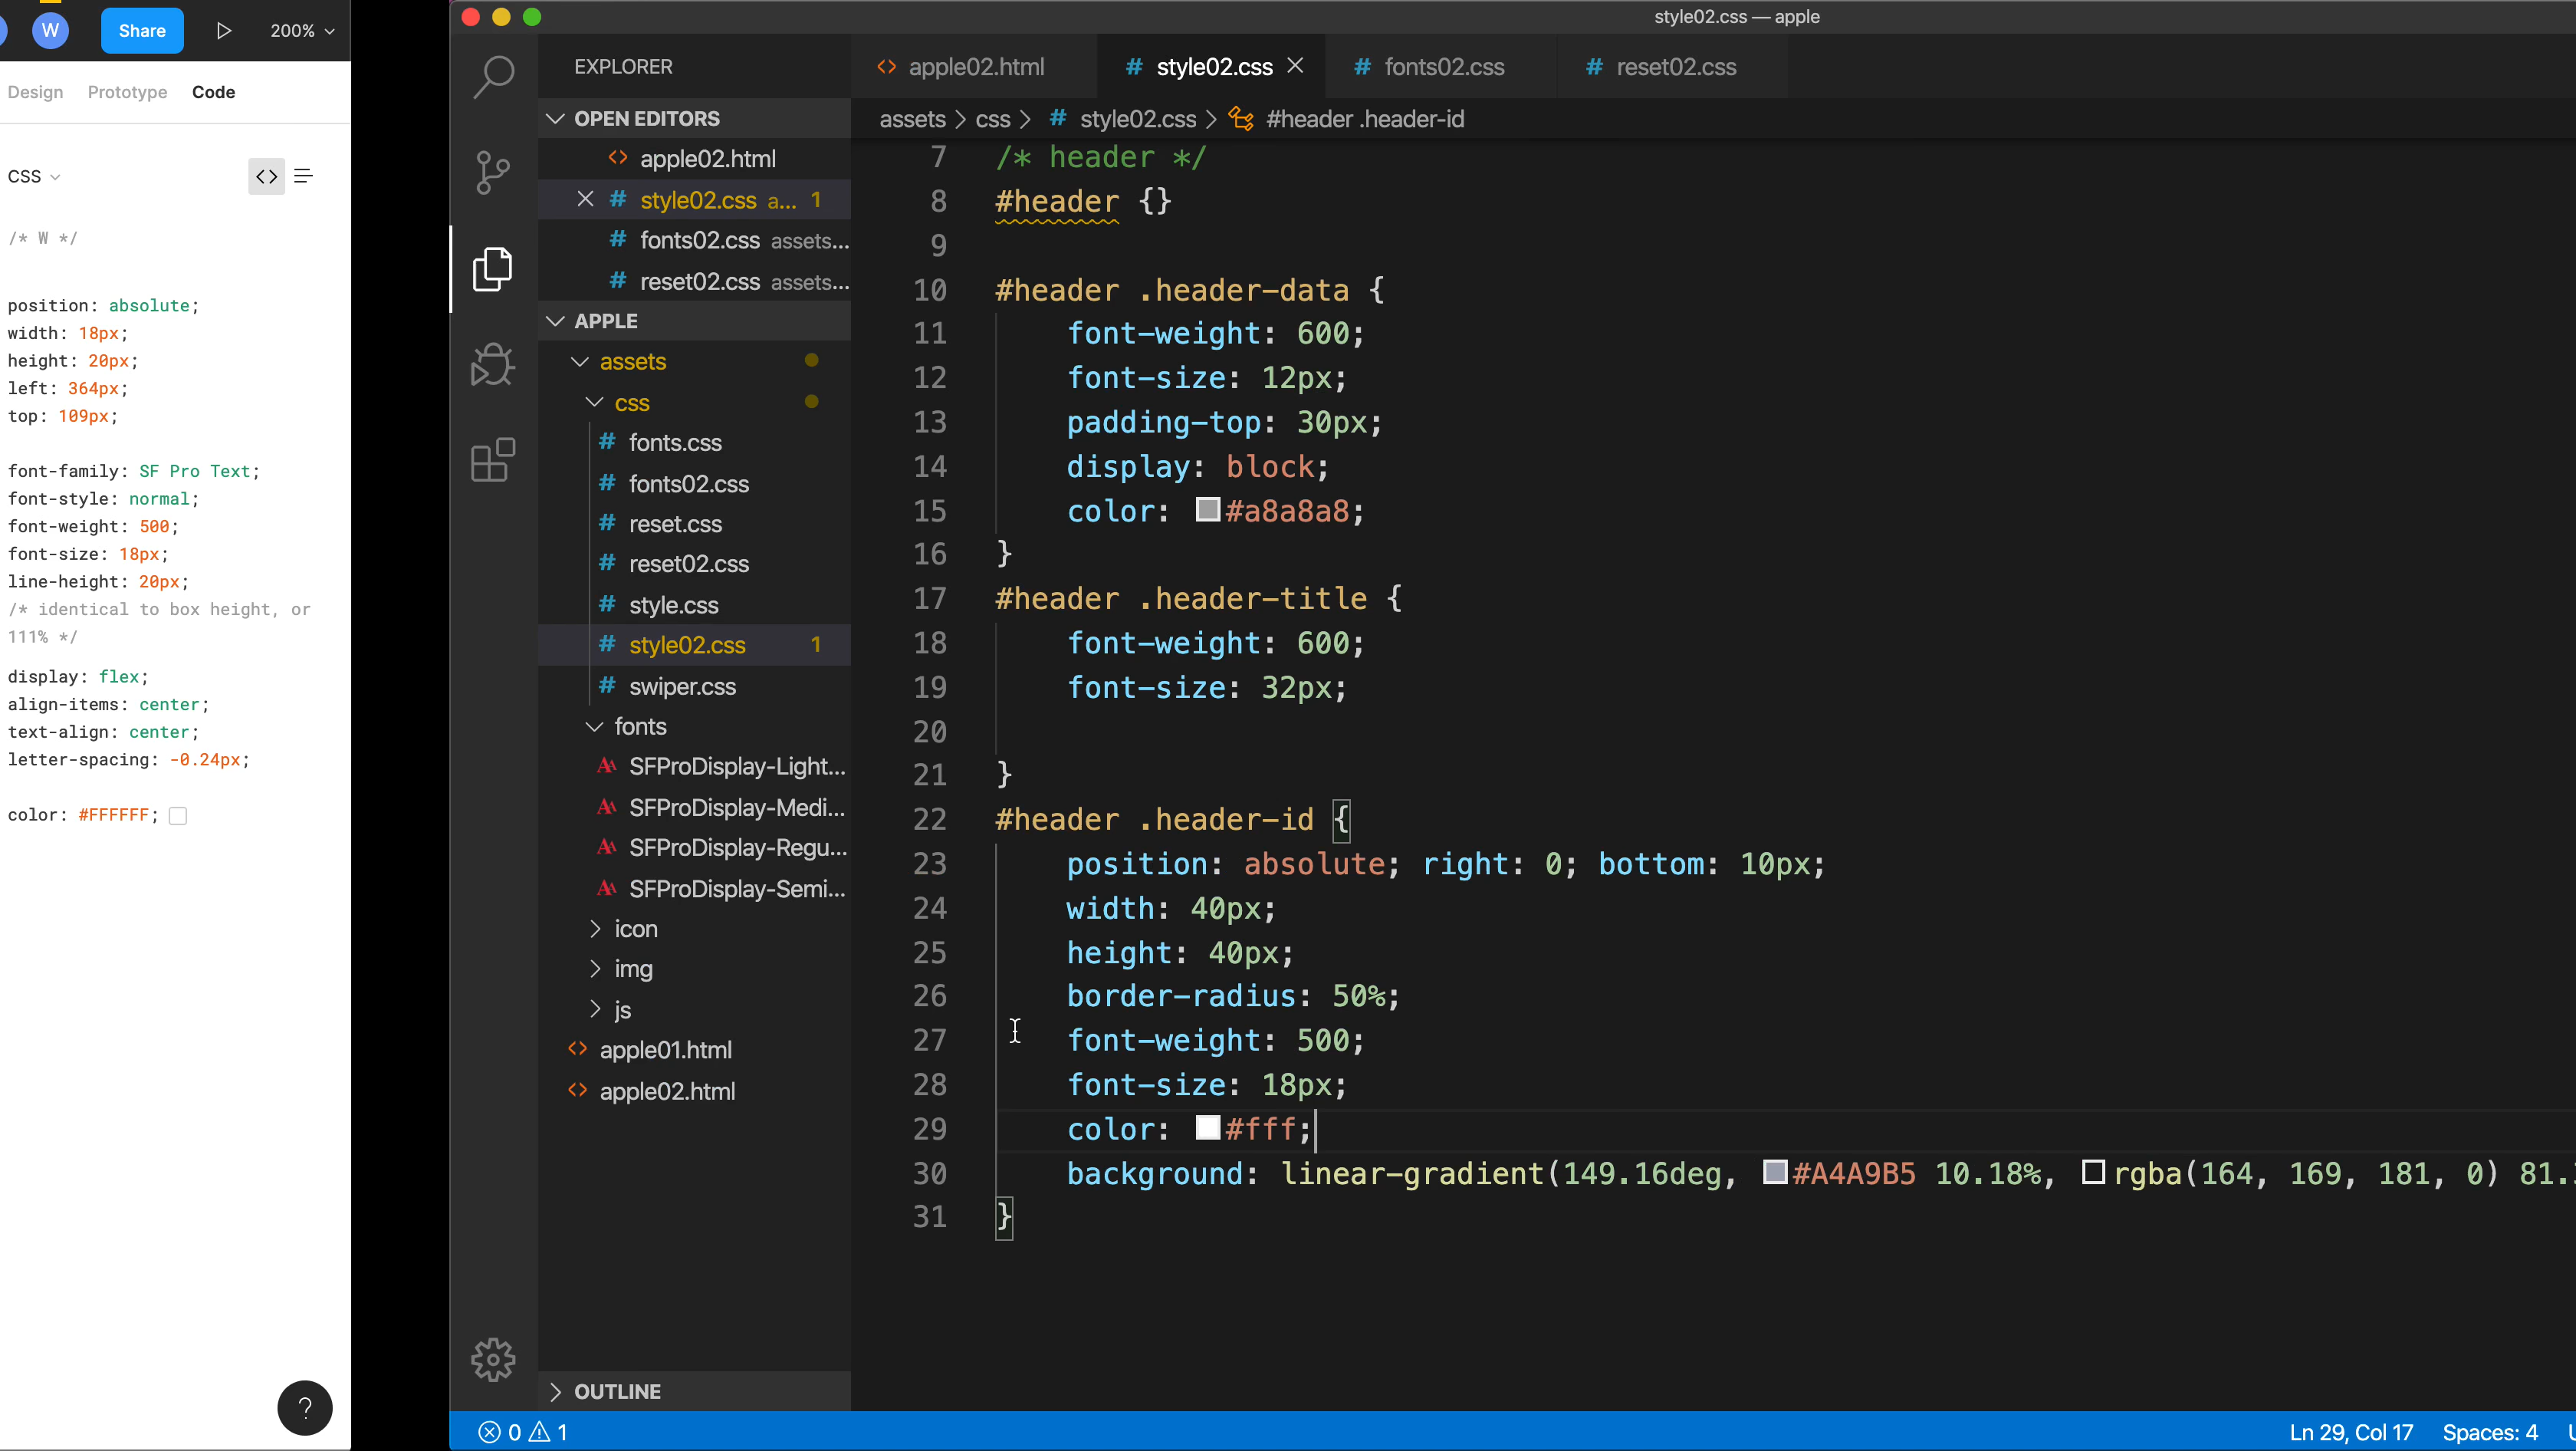 W
Share
200%
Design Prototype Code
CSS
/* W */
position: absolute;
width: 18px;
height: 20px;
left: 364px;
top: 109px;
font-family: SF Pro Text;
font-style: normal;
font-weight: 500;
font-size: 18px;
line-height: 20px;
/* identical to box height, or
111% */
display: flex;
align-items: center;
text-align: center;
letter-spacing: -0.24px;
color: #FFFFFF;
?
style02.css — apple
EXPLORER
OPEN EDITORS
apple02.html
style02.css a... 1
fonts02.css assets...
reset02.css assets...
APPLE
assets
css
fonts.css
fonts02.css
reset.css
reset02.css
style.css
style02.css 1
swiper.css
fonts
SFProDisplay-Light...
SFProDisplay-Medi...
SFProDisplay-Regu...
SFProDisplay-Semi...
icon
img
js
apple01.html
apple02.html
OUTLINE
apple02.html # style02.css # fonts02.css # reset02.css
assets > css > # style02.css > #header .header-id
7 /* header */
8 #header {}
9
10 #header .header-data {
11 font-weight: 600;
12 font-size: 12px;
13 padding-top: 30px;
14 display: block;
15 color: #a8a8a8;
16 }
17 #header .header-title {
18 font-weight: 600;
19 font-size: 32px;
20
21 }
22 #header .header-id {
23 position: absolute; right: 0; bottom: 10px;
24 width: 40px;
25 height: 40px;
26 border-radius: 50%;
27 font-weight: 500;
28 font-size: 18px;
29 color: #fff;
30 background: linear-gradient(149.16deg, #A4A9B5 10.18%, rgba(164, 169, 181, 0) 81.
31 }
0 1
Ln 29, Col 17 Spaces: 4